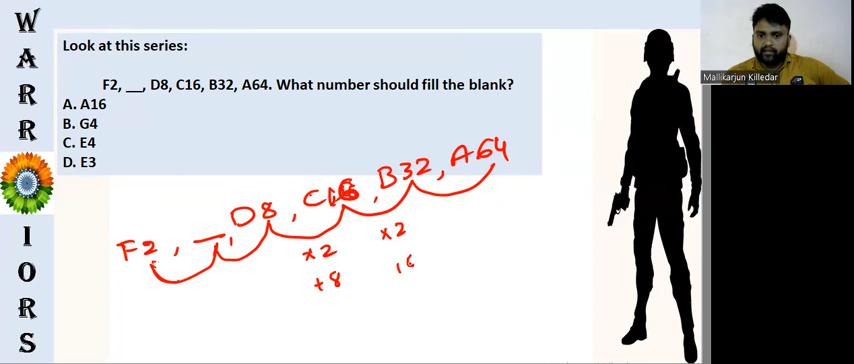 WARRIORS
Look at this series:
F2, __, D8, C16, B32, A64. What number should fill the blank?
A. A16
B. G4
C. E4
D. E3
Mallikarjun Killedar
F2, __, D8, C16, B32, A64
×2 ×2
+8 16